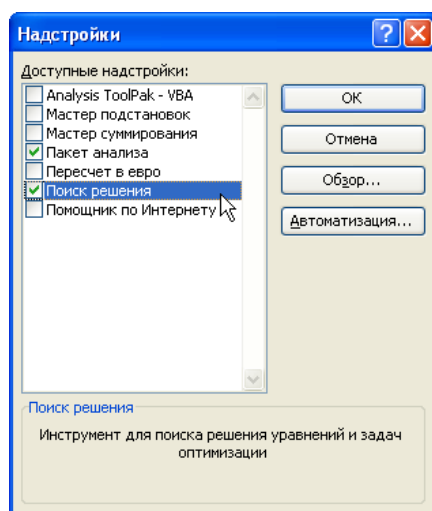 Надстройки
Доступные надстройки:
Analysis ToolPak - VBA
Мастер подстановок
Мастер суммирования
Пакет анализа
Пересчет в евро
Поиск решения
Помощник по Интернету
ОК
Отмена
Обзор...
Автоматизация...
Поиск решения
Инструмент для поиска решения уравнений и задач
оптимизации